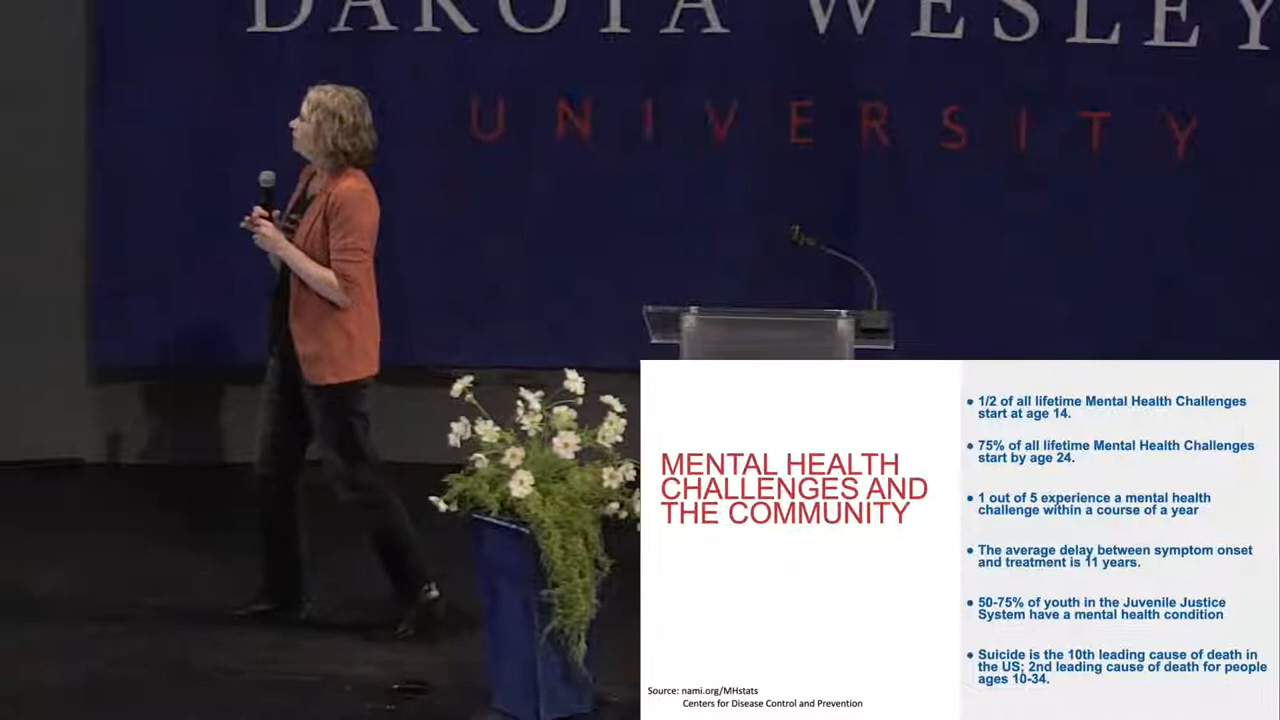 DAKOTA WESLEY
UNIVERSITY
MENTAL HEALTH
CHALLENGES AND
THE COMMUNITY
• 1/2 of all lifetime Mental Health Challenges
start at age 14.
• 75% of all lifetime Mental Health Challenges
start by age 24.
• 1 out of 5 experience a mental health
challenge within a course of a year
• The average delay between symptom onset
and treatment is 11 years.
• 50-75% of youth in the Juvenile Justice
System have a mental health condition
• Suicide is the 10th leading cause of death in
the US; 2nd leading cause of death for people
ages 10-34.
Source: nami.org/MHstats
Centers for Disease Control and Prevention